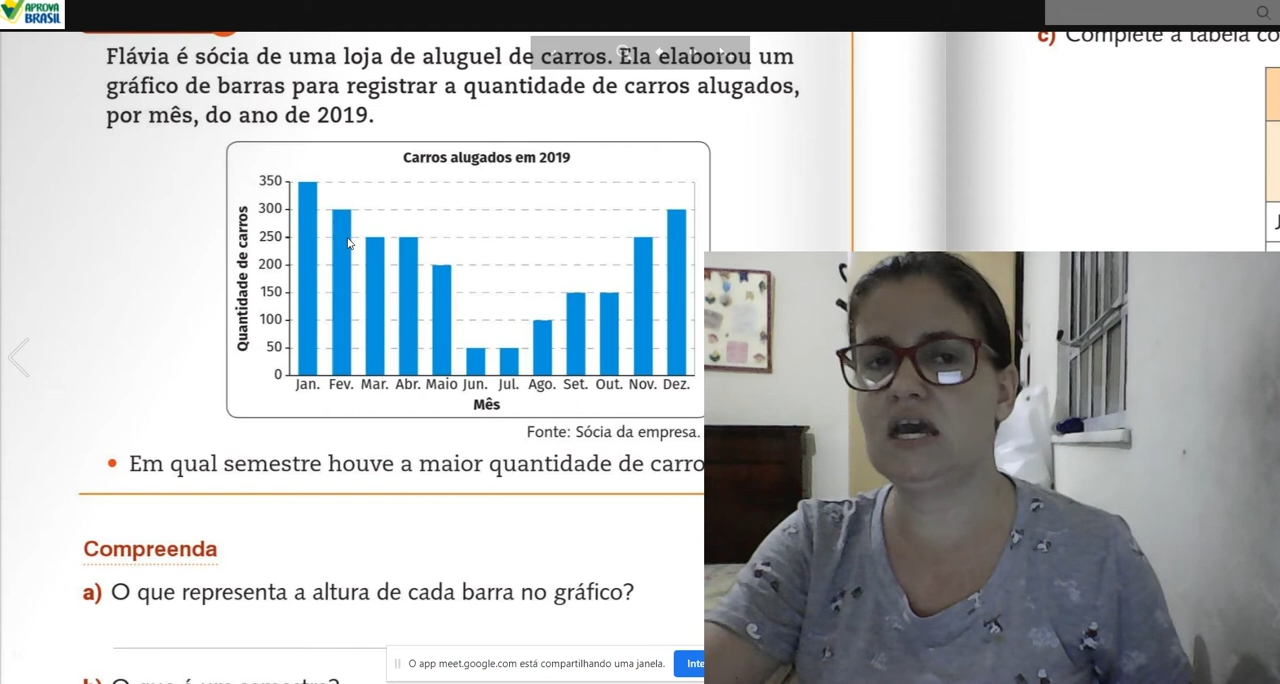 APROVA
BRASIL
Flávia é sócia de uma loja de aluguel de carros. Ela elaborou um
gráfico de barras para registrar a quantidade de carros alugados,
por mês, do ano de 2019.
Carros alugados em 2019
Quantidade de carros
350
300
250
200
150
100
50
0
Jan. Fev. Mar. Abr. Maio Jun. Jul. Ago. Set. Out. Nov. Dez.
Mês
Fonte: Sócia da empresa.
• Em qual semestre houve a maior quantidade de carro
Compreenda
a) O que representa a altura de cada barra no gráfico?
O app meet.google.com está compartilhando uma janela.
Inte
b) O que é um semestre?
c) Complete a tabela co
J